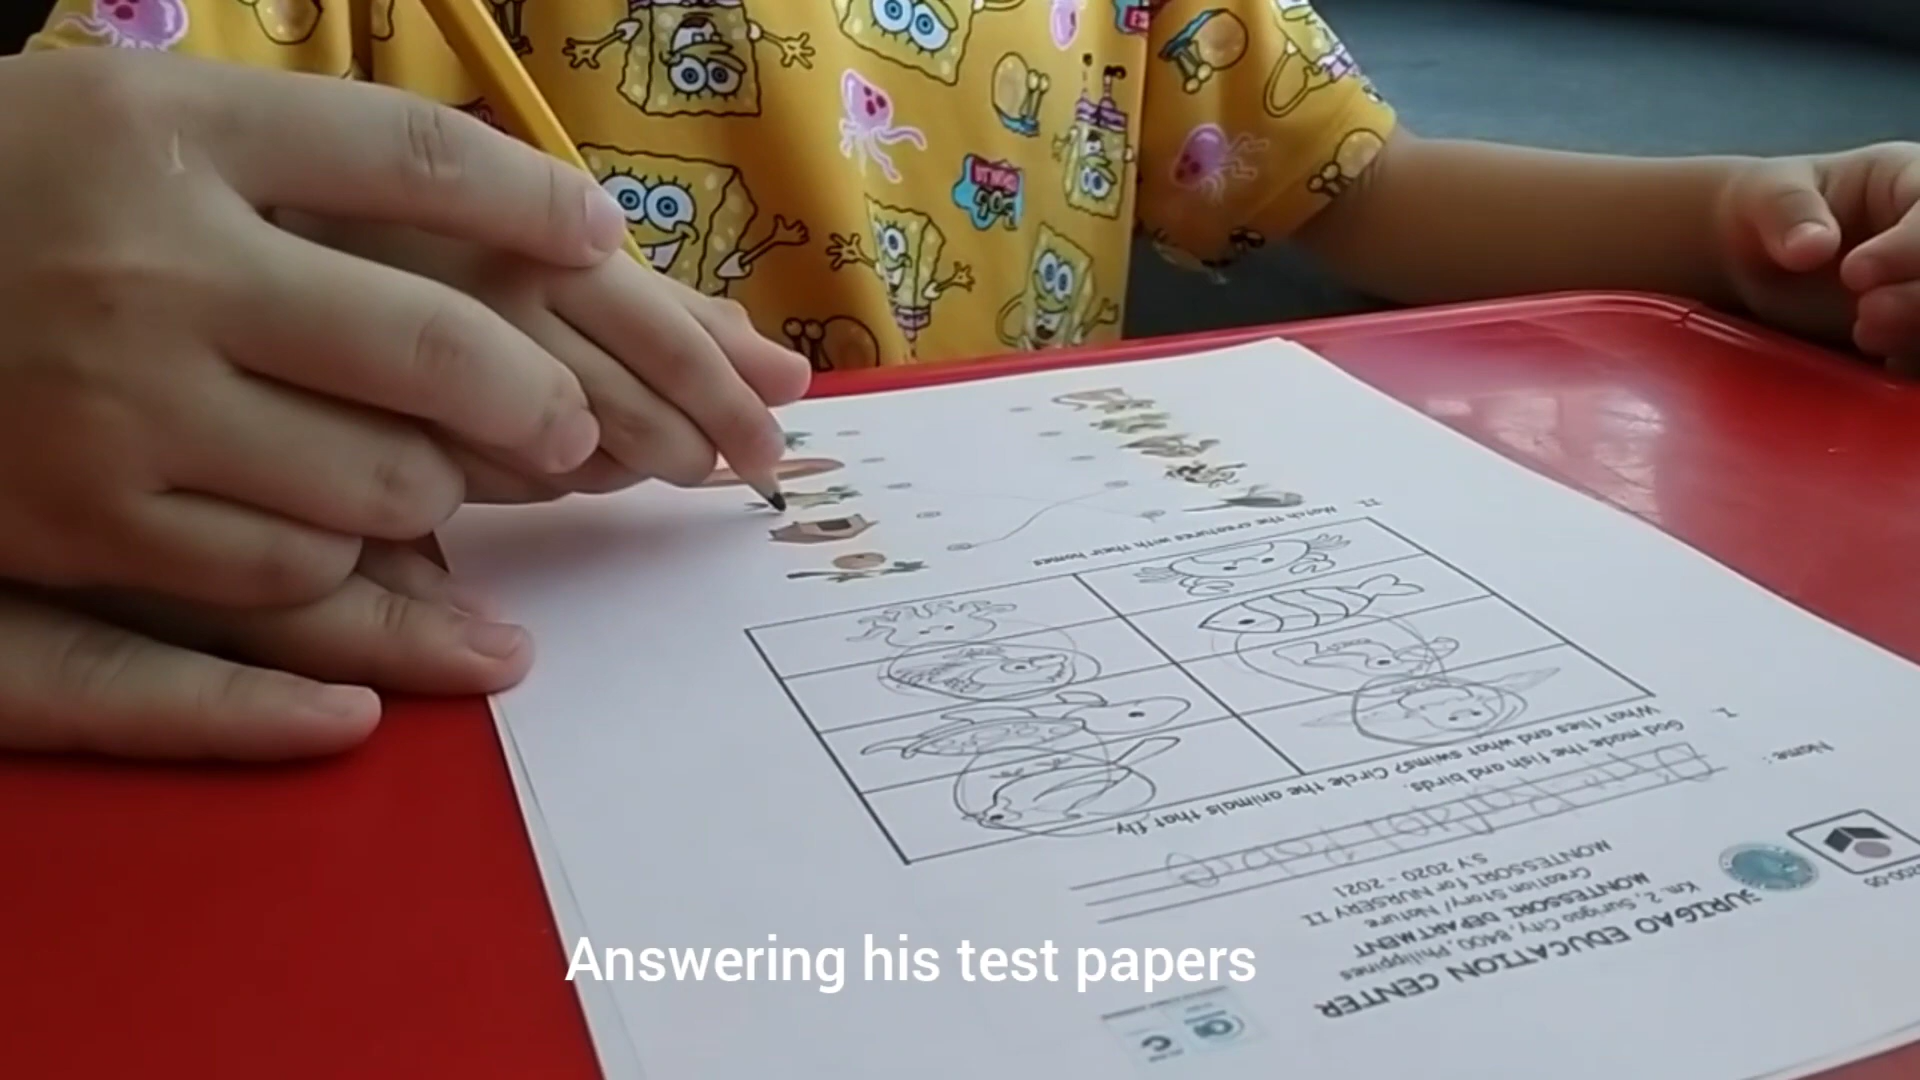 SURIGAO EDUCATION CENTER
Km. 2, Surigao City, 8400, Philippines
MONTESSORI DEPARTMENT
Creation Story/ Nature
MONTESSORI for NURSERY II
S.Y 2020 - 2021
Name:
I.
God made the fish and birds.
What flies and what swims? Circle the animals that fly.
II. Match the creatures with their homes
Answering his test papers